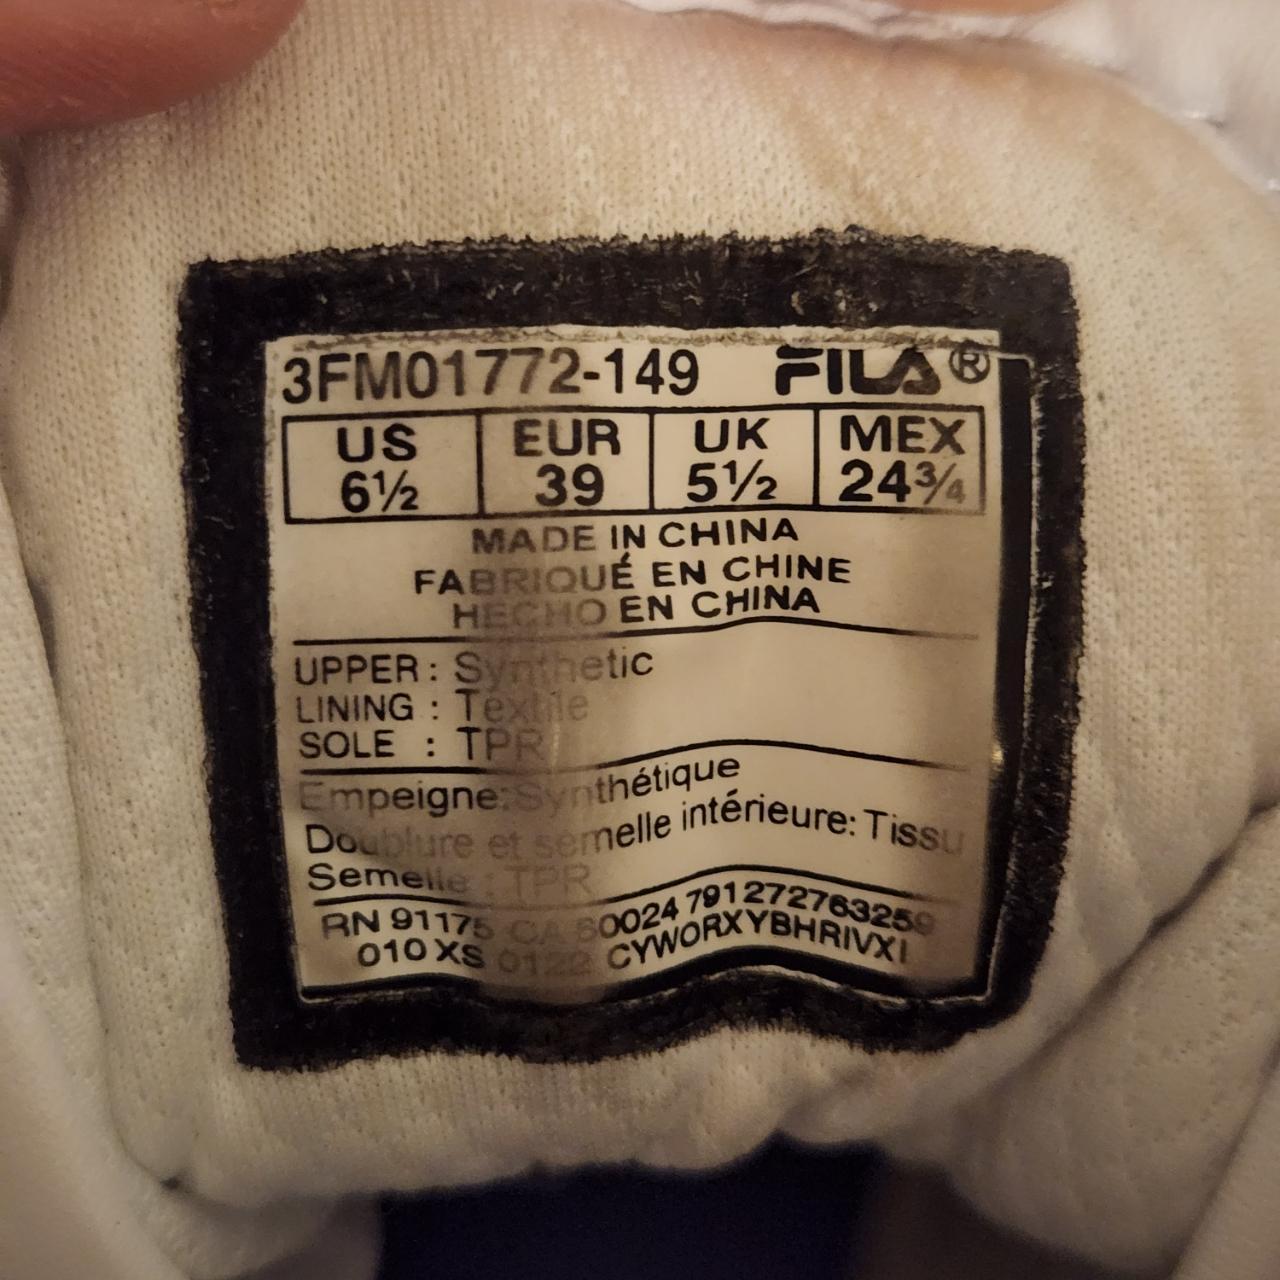 3FM01772-149 FILA®
US EUR UK MEX
6½ 39 5½ 24¾
MADE IN CHINA
FABRIQUÉ EN CHINE
HECHO EN CHINA
UPPER : Synthetic
LINING : Textile
SOLE : TPR
Empeigne: Synthétique
Doublure et semelle intérieure: Tissu
Semelle : TPR
RN 91175 CA 60024 791272763259
010 XS 0122 CYWORXYBHRIVXI